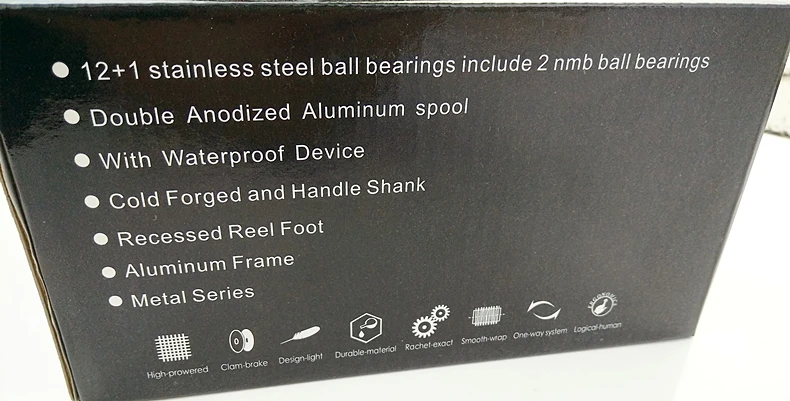 12+1 stainless steel ball bearings include 2 nmb ball bearings
Double Anodized Aluminum spool
With Waterproof Device
Cold Forged and Handle Shank
Recessed Reel Foot
Aluminum Frame
Metal Series
High-prowered Clam-brake Design-light Durable-material Rachet-exact Smooth-wrap One-way system Logical-human